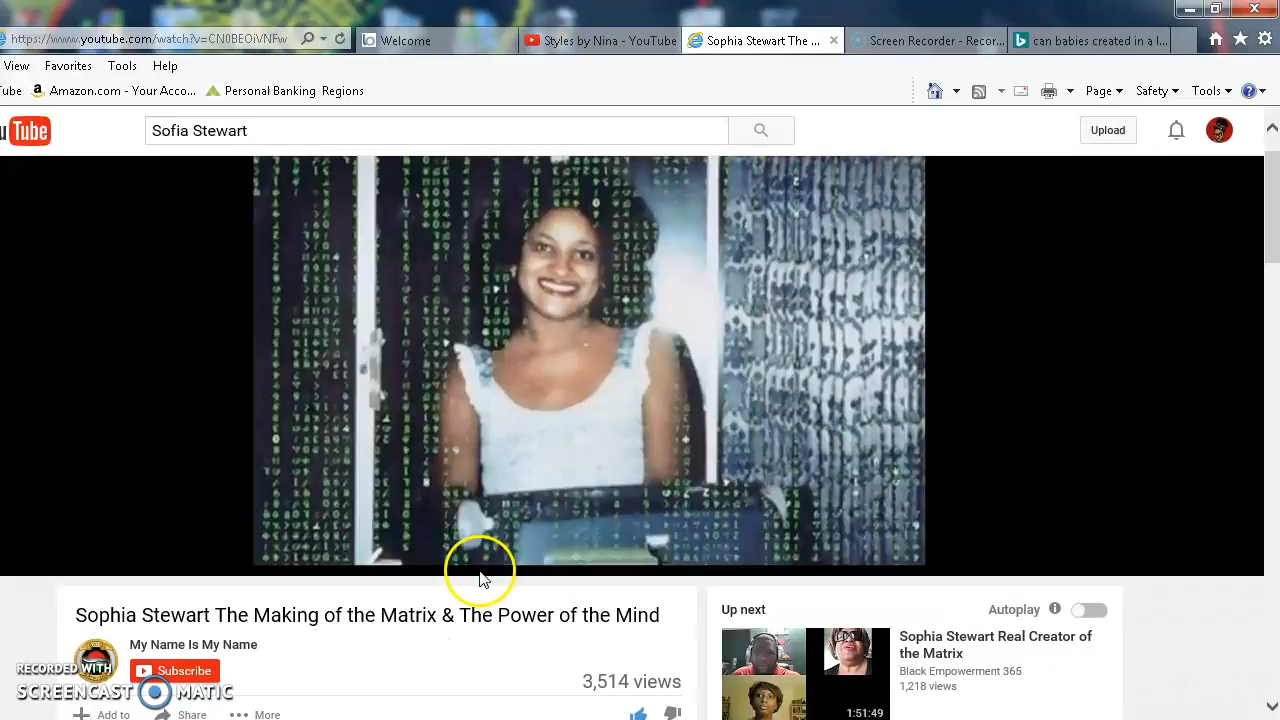 https://www.youtube.com/watch?v=CN0BEOiVNFw
Welcome
Styles by Nina - YouTube
Sophia Stewart The ...
Screen Recorder - Recor...
can babies created in a l...
View Favorites Tools Help
Tube
Amazon.com - Your Acco...
Personal Banking Regions
Page
Safety
Tools
Tube
Sofia Stewart
Upload
Sophia Stewart The Making of the Matrix & The Power of the Mind
My Name Is My Name
Subscribe
3,514 views
Add to
Share
More
Up next
Autoplay
Sophia Stewart Real Creator of
the Matrix
Black Empowerment 365
1,218 views
1:51:49
RECORDED WITH
SCREENCAST MATIC